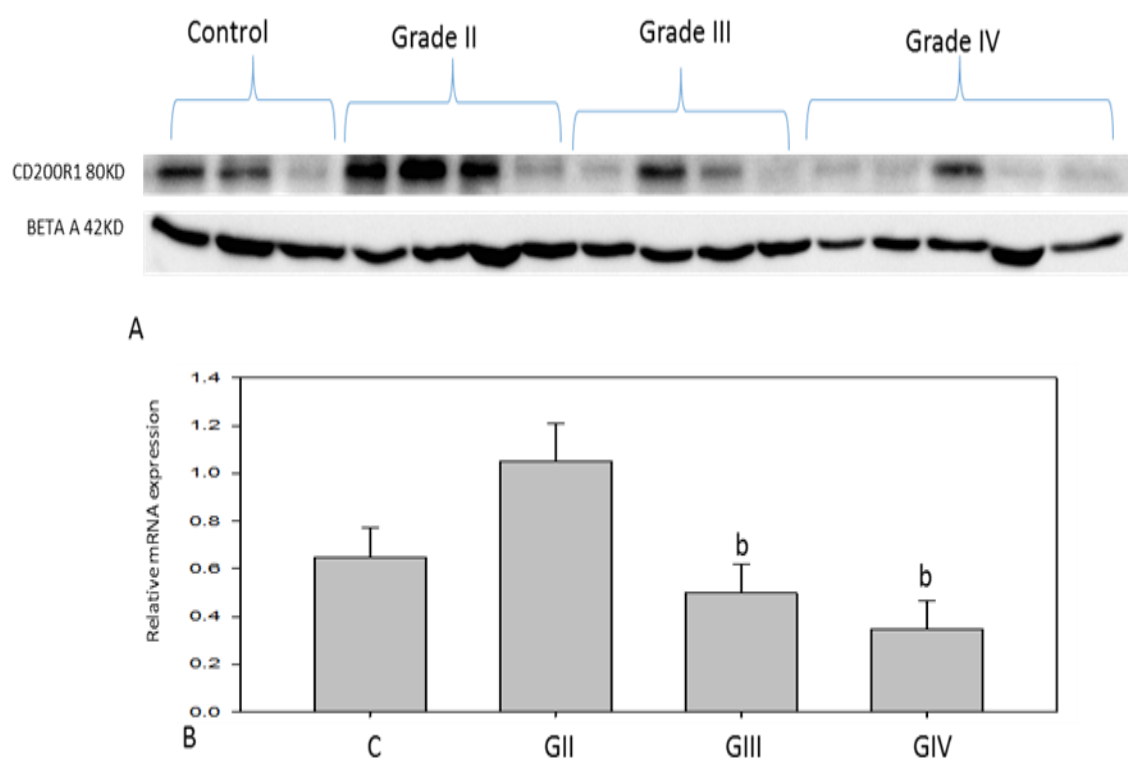 Control
Grade II
Grade III
Grade IV
CD200R1 80KD
BETA A 42KD
A
Relative mRNA expression
1.4
1.2
1.0
0.8
0.6
0.4
0.2
0.0
b
b
B
C
GII
GIII
GIV